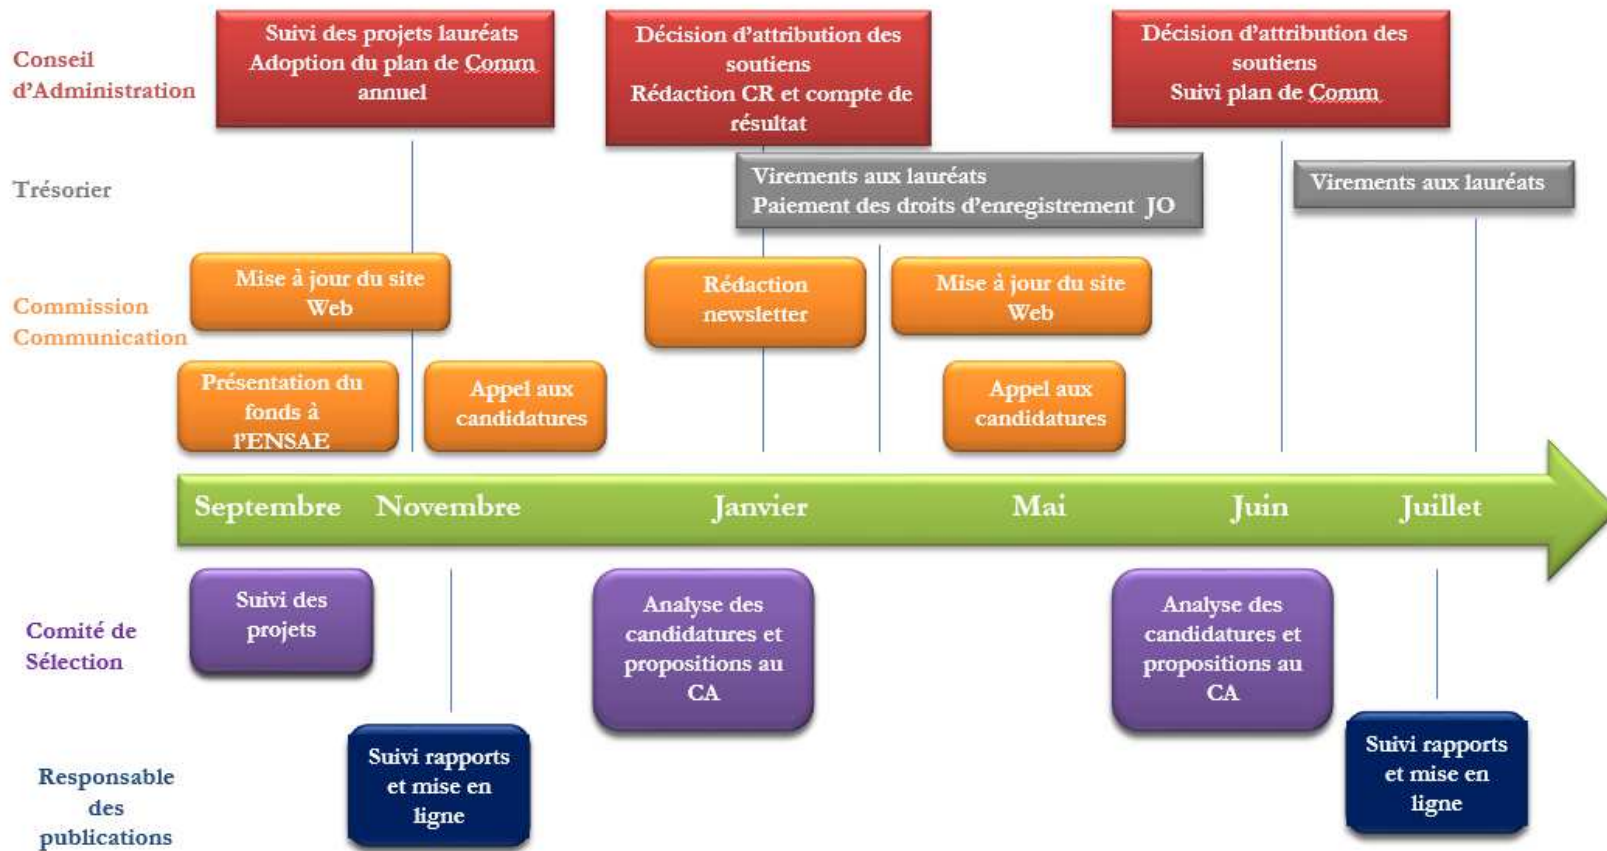 Conseil
d'Administration
Suivi des projets lauréats
Adoption du plan de Comm
annuel
Décision d'attribution des
soutiens
Rédaction CR et compte de
résultat
Décision d'attribution des
soutiens
Suivi plan de Comm
Trésorier
Virements aux lauréats
Paiement des droits d'enregistrement JO
Virements aux lauréats
Commission
Communication
Mise à jour du site
Web
Rédaction
newsletter
Mise à jour du site
Web
Présentation du
fonds à
l'ENSAE
Appel aux
candidatures
Appel aux
candidatures
Septembre Novembre Janvier Mai Juin Juillet
Comité de
Sélection
Suivi des
projets
Analyse des
candidatures et
propositions au
CA
Analyse des
candidatures et
propositions au
CA
Responsable
des
publications
Suivi rapports
et mise en
ligne
Suivi rapports
et mise en
ligne